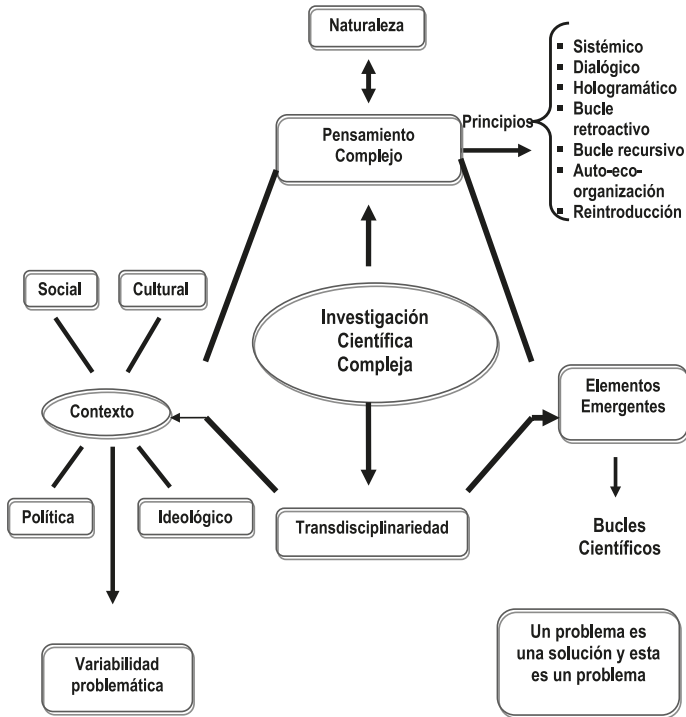 Naturaleza
Principios
▪ Sistémico
▪ Dialógico
▪ Hologramático
▪ Bucle
retroactivo
▪ Bucle recursivo
▪ Auto-eco-
organización
▪ Reintroducción
Pensamiento
Complejo
Social
Cultural
Investigación
Científica
Compleja
Contexto
Elementos
Emergentes
Política
Ideológico
Transdisciplinariedad
Bucles
Científicos
Variabilidad
problemática
Un problema es
una solución y esta
es un problema